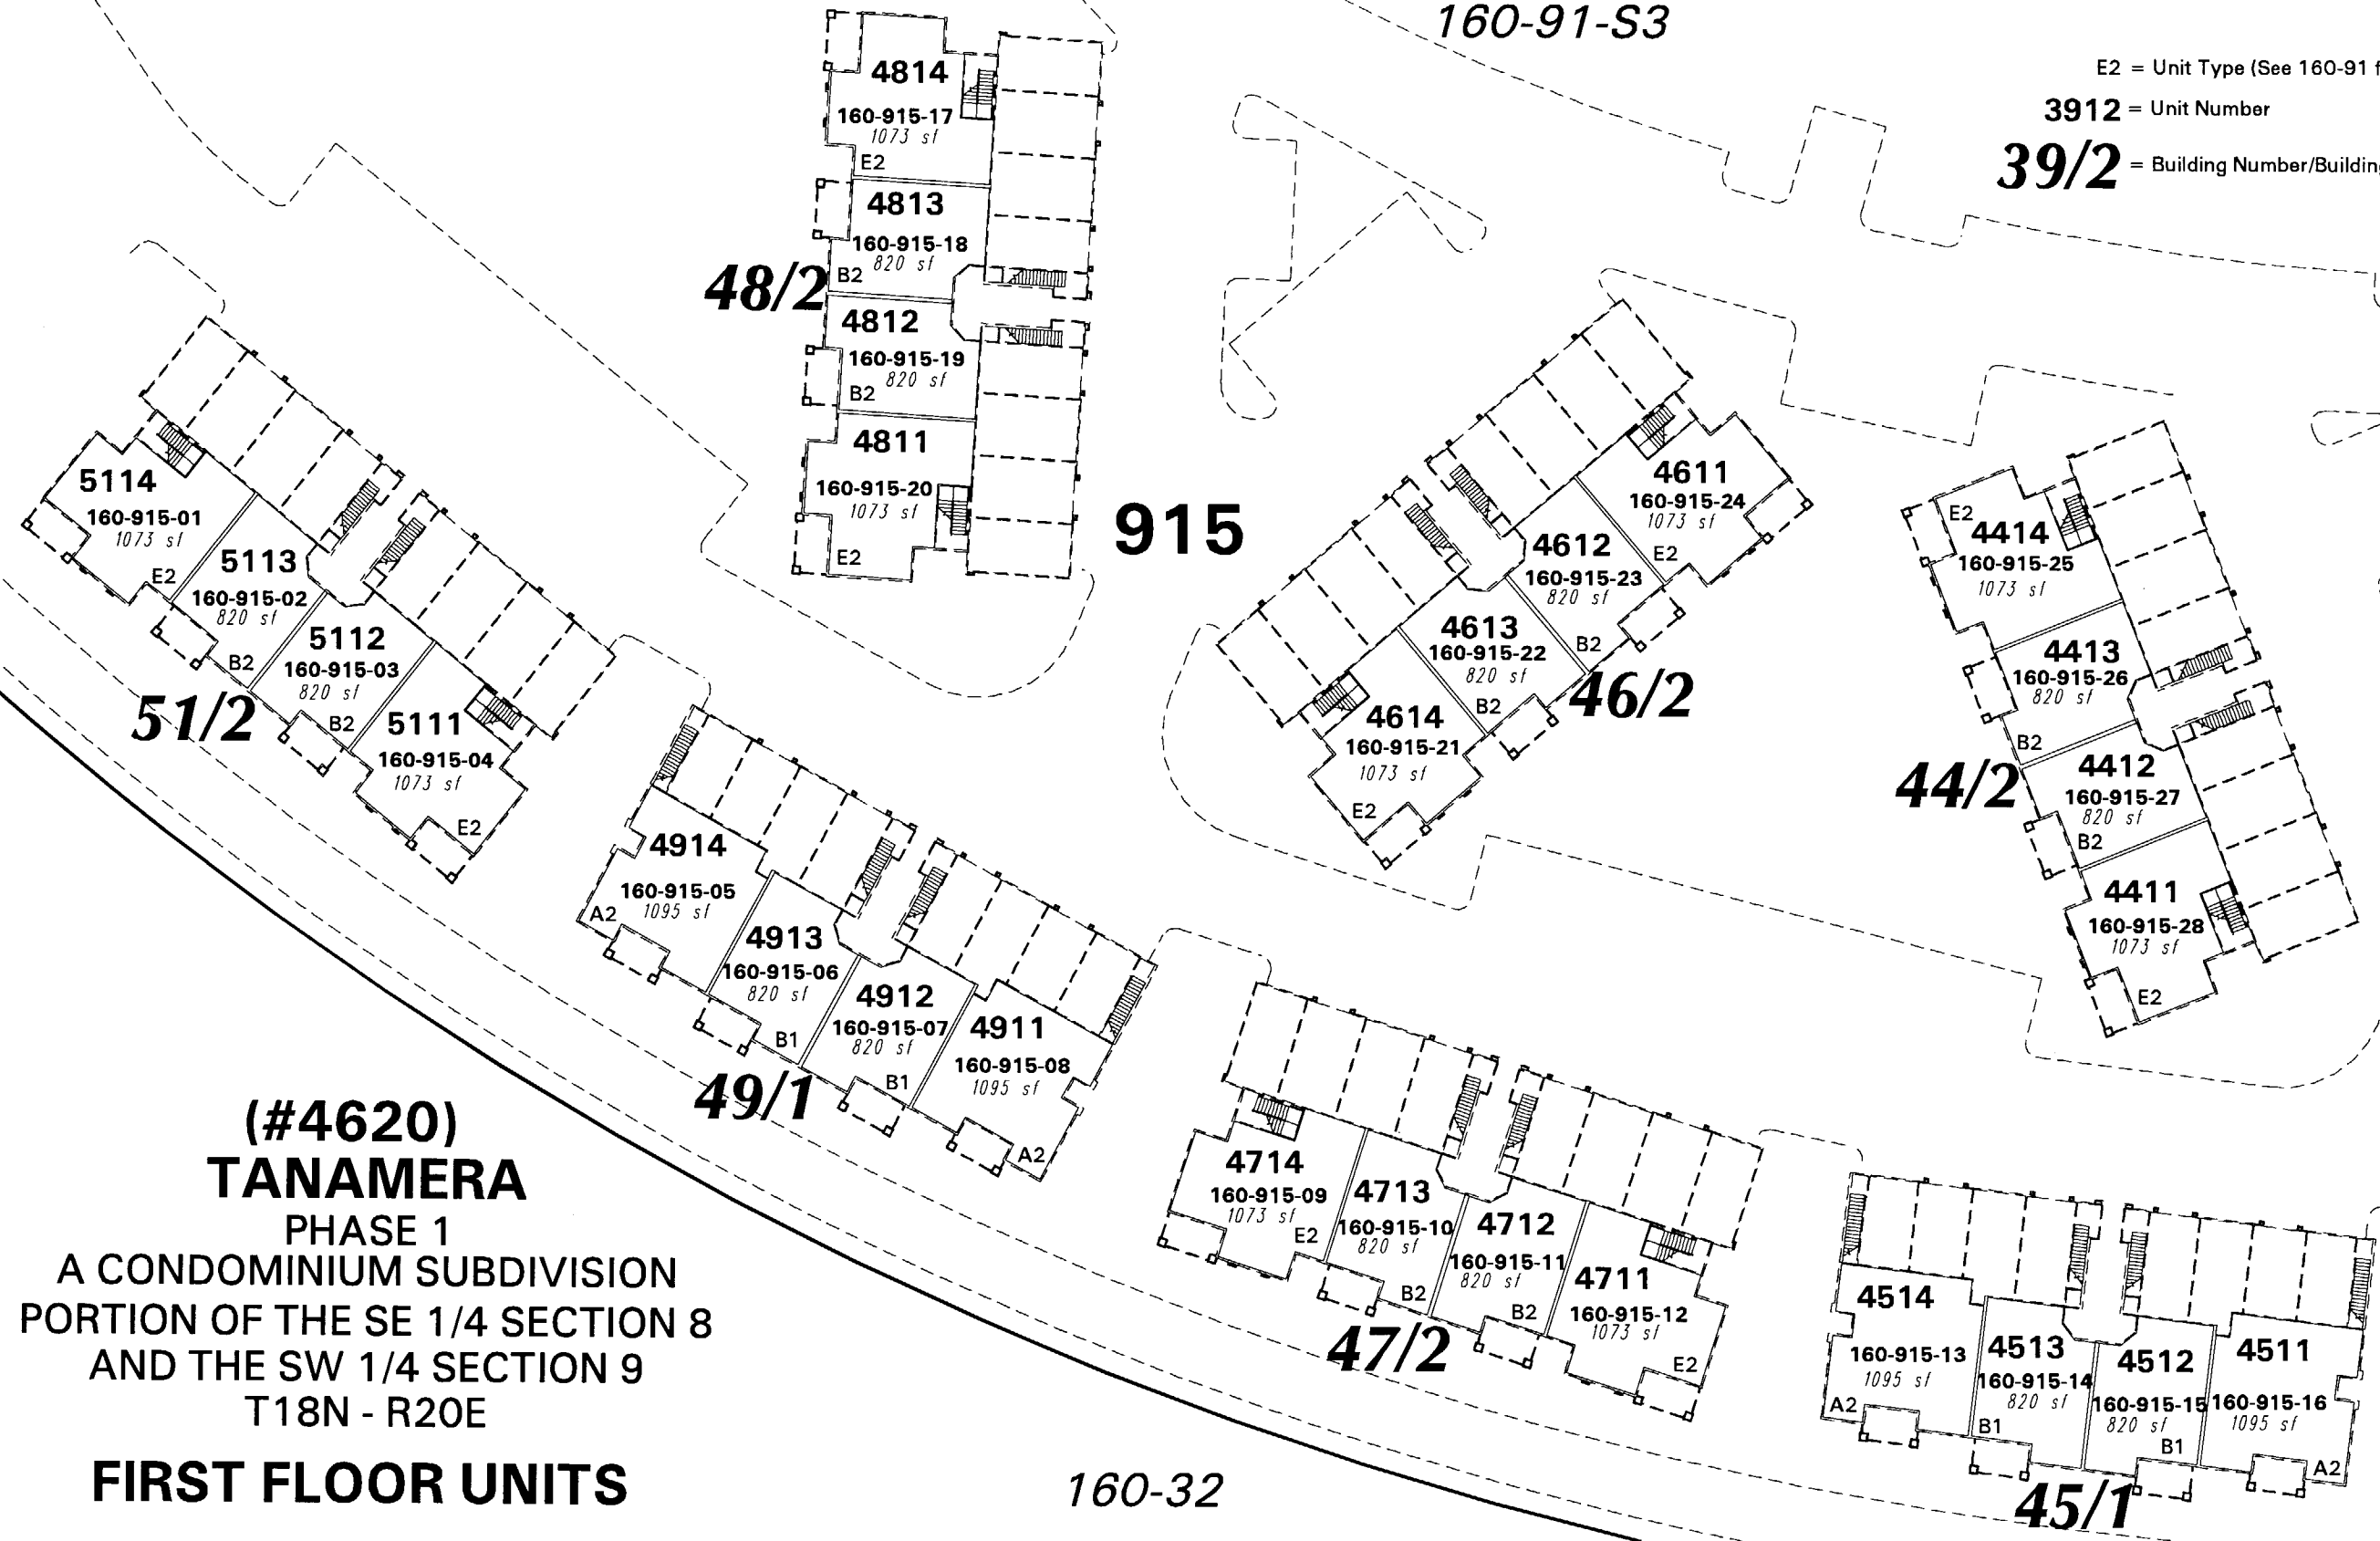 160-91-S3
E2 = Unit Type (See 160-91 f
3912 = Unit Number
39/2 = Building Number/Building
4814
160-915-17
1073 sf
E2
4813
160-915-18
820 sf
B2
48/2
4812
160-915-19
820 sf
B2
4811
160-915-20
1073 sf
E2
915
5114
160-915-01
1073 sf
E2
5113
160-915-02
820 sf
B2
5112
160-915-03
820 sf
B2
51/2
5111
160-915-04
1073 sf
E2
4611
160-915-24
1073 sf
E2
4612
160-915-23
820 sf
B2
4613
160-915-22
820 sf
B2
46/2
4614
160-915-21
1073 sf
E2
E2
4414
160-915-25
1073 sf
4413
160-915-26
820 sf
B2
44/2
4412
160-915-27
820 sf
B2
4411
160-915-28
1073 sf
E2
4914
160-915-05
1095 sf
A2
4913
160-915-06
820 sf
B1
4912
160-915-07
820 sf
B1
49/1
4911
160-915-08
1095 sf
A2
4714
160-915-09
1073 sf
E2
4713
160-915-10
820 sf
B2
4712
160-915-11
820 sf
B2
47/2
4711
160-915-12
1073 sf
E2
4514
160-915-13
1095 sf
A2
4513
160-915-14
820 sf
B1
4512
160-915-15
820 sf
B1
4511
160-915-16
1095 sf
A2
45/1
(#4620)
TANAMERA
PHASE 1
A CONDOMINIUM SUBDIVISION
PORTION OF THE SE 1/4 SECTION 8
AND THE SW 1/4 SECTION 9
T18N - R20E
FIRST FLOOR UNITS
160-32